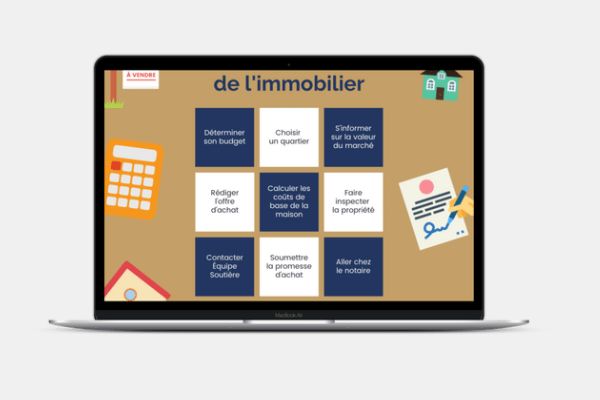 À VENDRE
de l'immobilier
Déterminer
son budget
Choisir
un quartier
S'informer
sur la valeur
du marché
Rédiger
l'offre
d'achat
Calculer les
coûts de
base de la
maison
Faire
inspecter
la propriété
Contacter
Équipe
Soutière
Soumettre
la promesse
d'achat
Aller chez
le notaire
MacBook Air